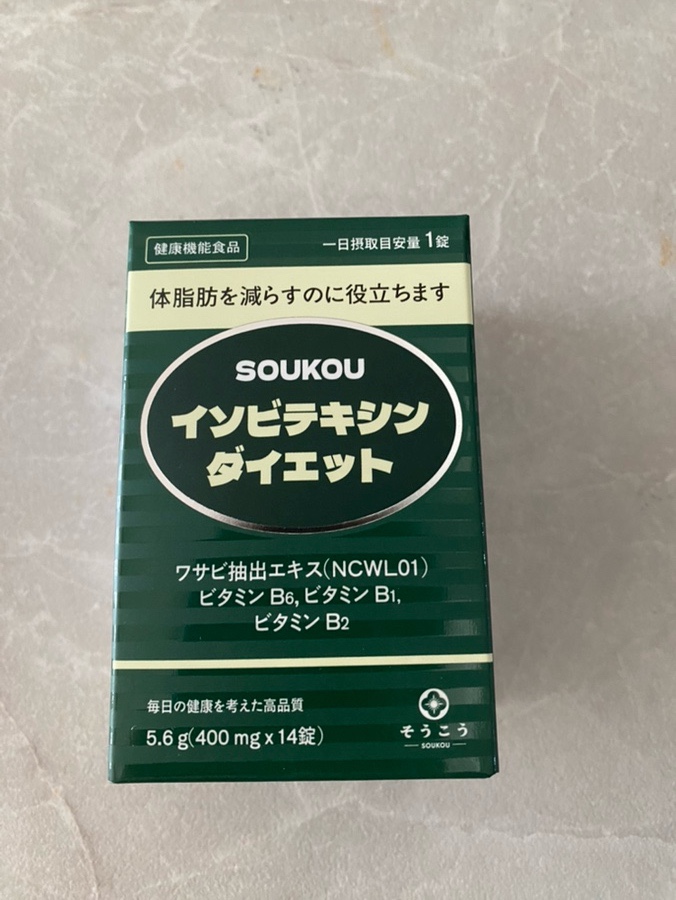 健康機能食品
一日摂取目安量 1錠
体脂肪を減らすのに役立ちます
SOUKOU
イソビテキシン
ダイエット
ワサビ抽出エキス(NCWL01)
ビタミン B6, ビタミン B1,
ビタミン B2
毎日の健康を考えた高品質
5.6 g(400 mg x 14錠)
そうこう
SOUKOU